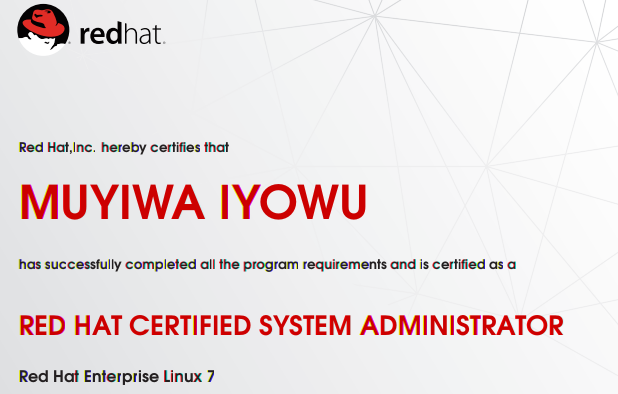 redhat.
Red Hat,Inc. hereby certifies that
MUYIWA IYOWU
has successfully completed all the program requirements and is certified as a
RED HAT CERTIFIED SYSTEM ADMINISTRATOR
Red Hat Enterprise Linux 7